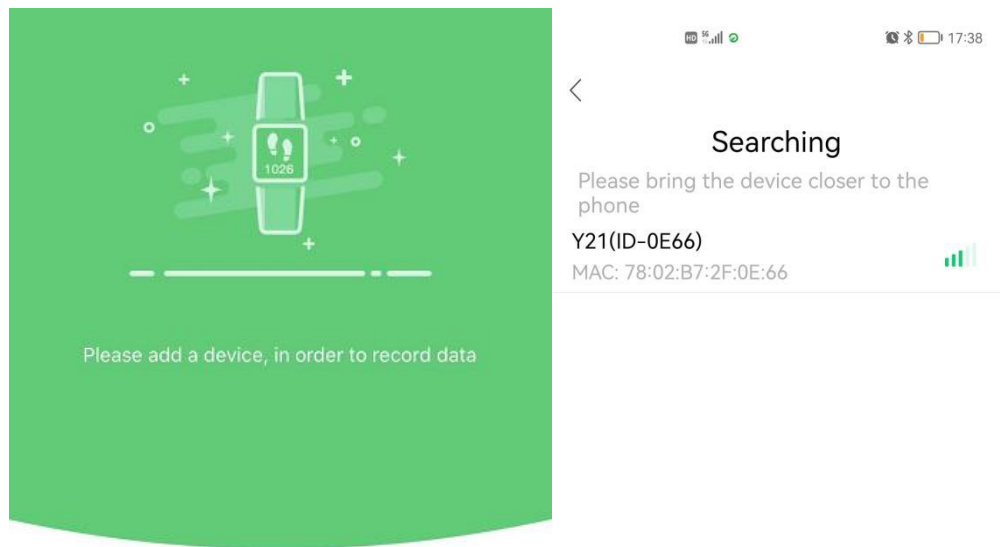 1026
Please add a device, in order to record data
HD 5G 17:38
Searching
Please bring the device closer to the
phone
Y21(ID-0E66)
MAC: 78:02:B7:2F:0E:66